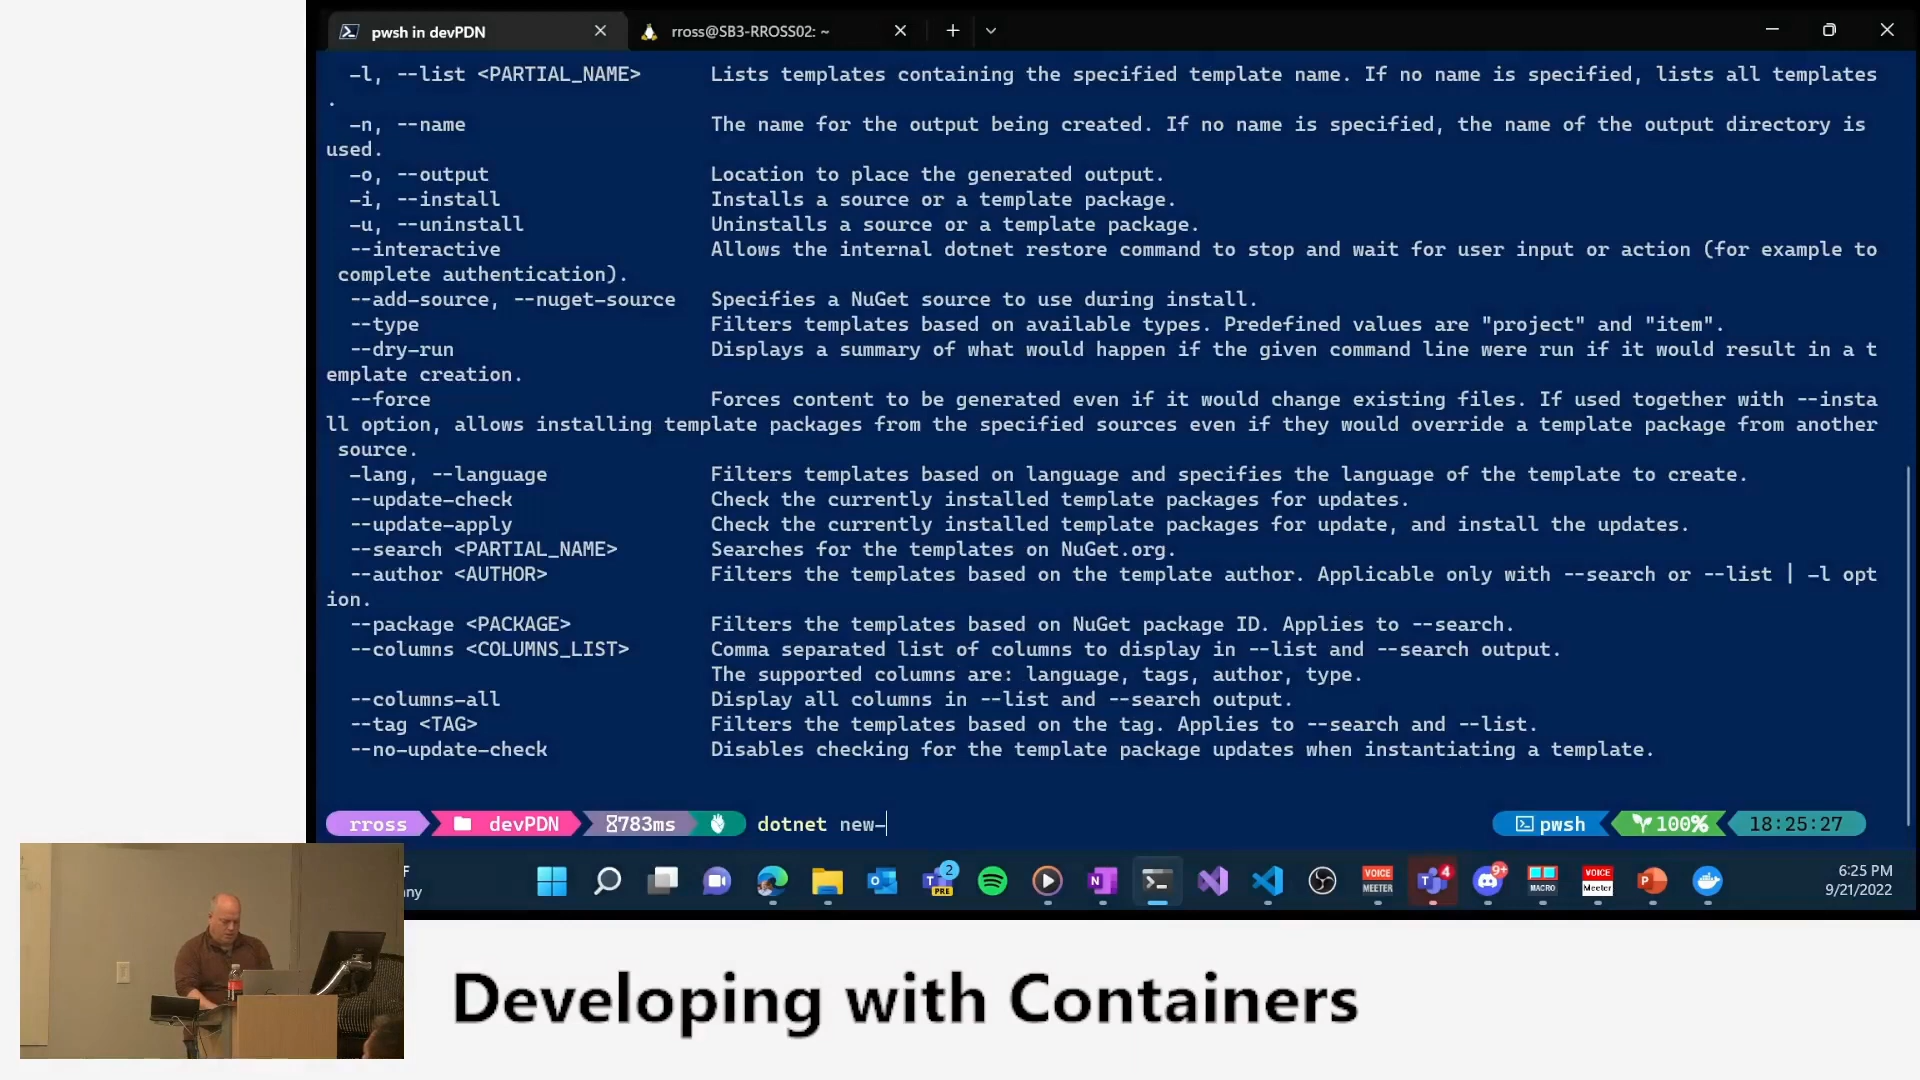 pwsh in devPDN
rross@SB3-RROSS02: ~
-l, --list <PARTIAL_NAME> Lists templates containing the specified template name. If no name is specified, lists all templates
.
-n, --name The name for the output being created. If no name is specified, the name of the output directory is
used.
-o, --output Location to place the generated output.
-i, --install Installs a source or a template package.
-u, --uninstall Uninstalls a source or a template package.
--interactive Allows the internal dotnet restore command to stop and wait for user input or action (for example to
complete authentication).
--add-source, --nuget-source Specifies a NuGet source to use during install.
--type Filters templates based on available types. Predefined values are "project" and "item".
--dry-run Displays a summary of what would happen if the given command line were run if it would result in a t
emplate creation.
--force Forces content to be generated even if it would change existing files. If used together with --insta
ll option, allows installing template packages from the specified sources even if they would override a template package from another
source.
-lang, --language Filters templates based on language and specifies the language of the template to create.
--update-check Check the currently installed template packages for updates.
--update-apply Check the currently installed template packages for update, and install the updates.
--search <PARTIAL_NAME> Searches for the templates on NuGet.org.
--author <AUTHOR> Filters the templates based on the template author. Applicable only with --search or --list | -l opt
ion.
--package <PACKAGE> Filters the templates based on NuGet package ID. Applies to --search.
--columns <COLUMNS_LIST> Comma separated list of columns to display in --list and --search output.
The supported columns are: language, tags, author, type.
--columns-all Display all columns in --list and --search output.
--tag <TAG> Filters the templates based on the tag. Applies to --search and --list.
--no-update-check Disables checking for the template package updates when instantiating a template.
rross devPDN 783ms dotnet new- pwsh 100% 18:25:27
F
ny
2
PRE
VOICE
MEETER
4
9+
MACRO
VOICE
Meeter
6:25 PM
9/21/2022
Developing with Containers